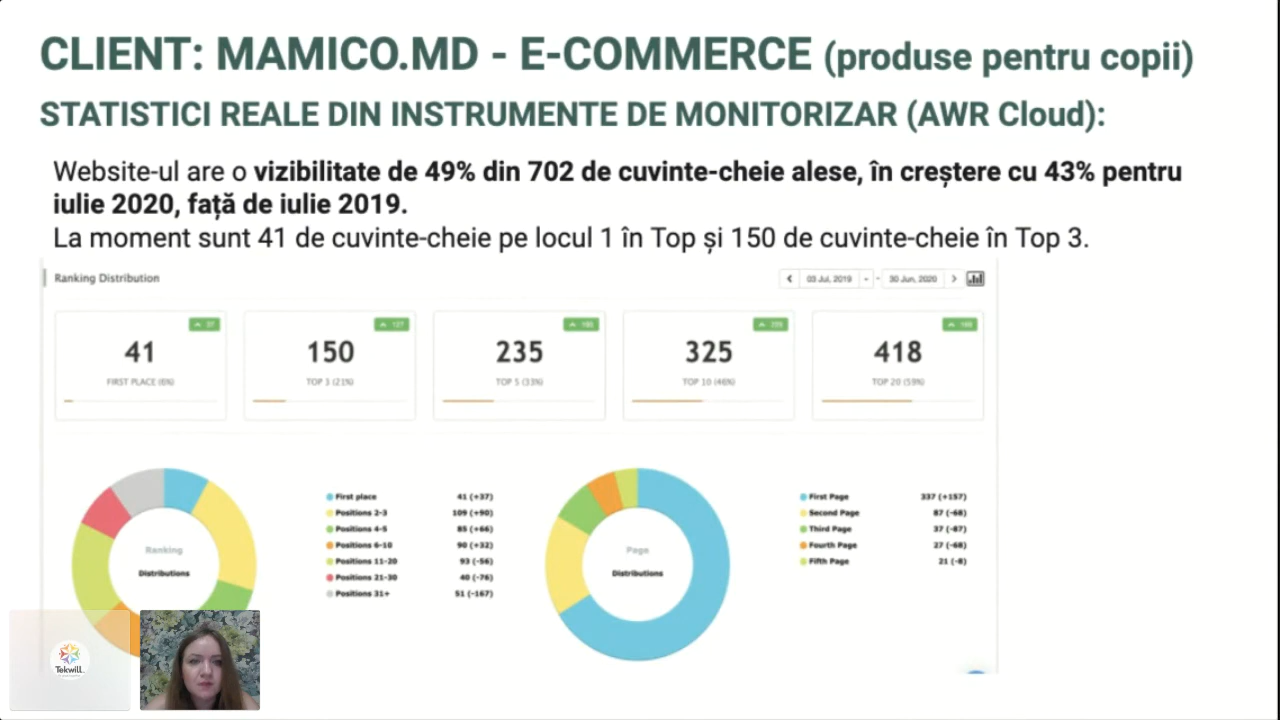 CLIENT: MAMICO.MD - E-COMMERCE (produse pentru copii)
STATISTICI REALE DIN INSTRUMENTE DE MONITORIZAR (AWR Cloud):
Website-ul are o vizibilitate de 49% din 702 de cuvinte-cheie alese, în creștere cu 43% pentru
iulie 2020, față de iulie 2019.
La moment sunt 41 de cuvinte-cheie pe locul 1 în Top și 150 de cuvinte-cheie în Top 3.
Ranking Distribution
03 Jul, 2019 - 30 Jun, 2020
37
127
41
150
235
325
418
FIRST PLACE (6%)
TOP 3 (21%)
TOP 5 (33%)
TOP 10 (46%)
TOP 20 (59%)
Ranking
Distributions
First place 41 (+37)
Positions 2-3 109 (+90)
Positions 4-5 85 (+66)
Positions 6-10 90 (+32)
Positions 11-20 93 (-56)
Positions 21-30 40 (-76)
Positions 31+ 51 (-167)
Page
Distributions
First Page 337 (+157)
Second Page 87 (-68)
Third Page 37 (-87)
Fourth Page 27 (-68)
Fifth Page 21 (-8)
Tekwill